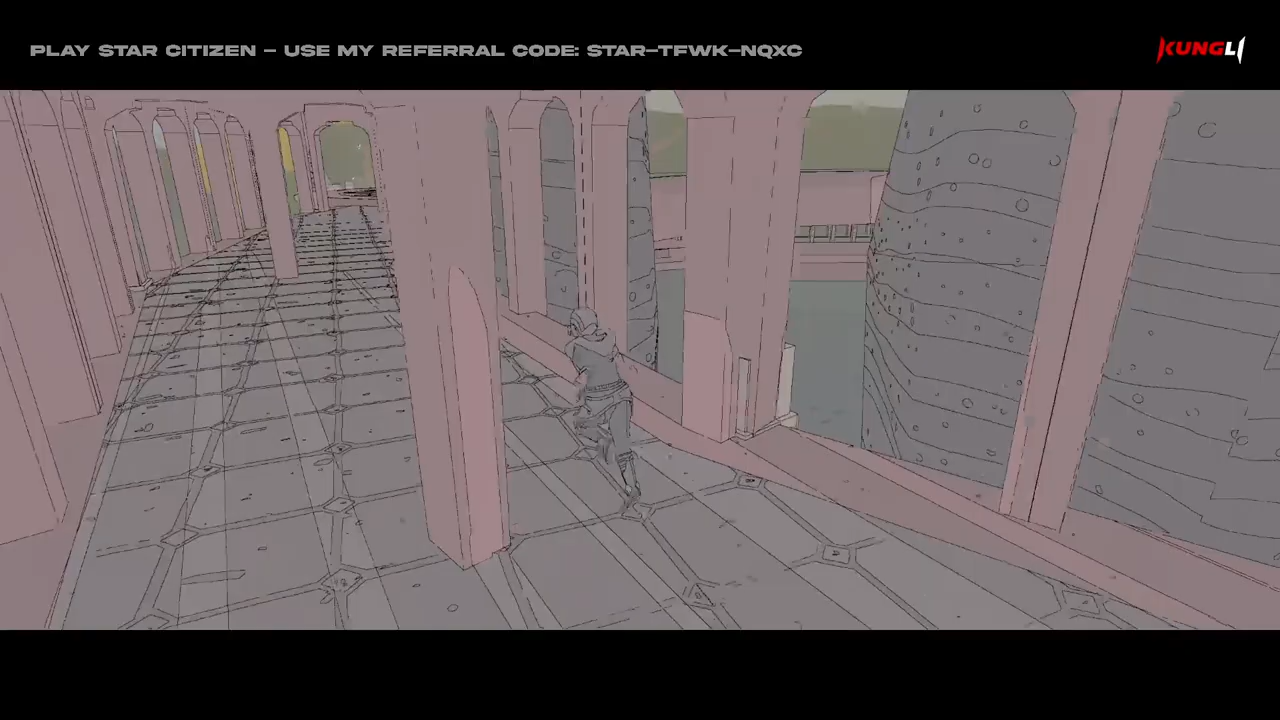 PLAY STAR CITIZEN – USE MY REFERRAL CODE: STAR–TFWK–NQXC
KUNGLI